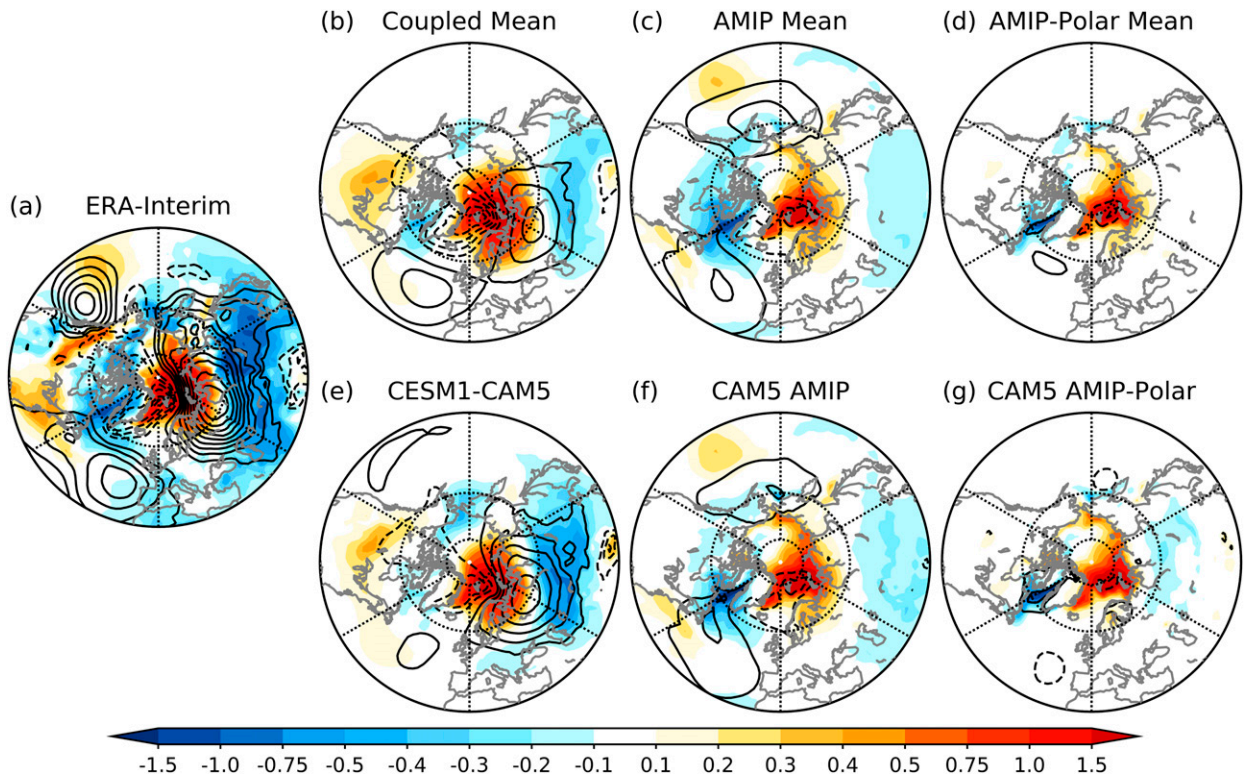 (b) Coupled Mean
(c) AMIP Mean
(d) AMIP-Polar Mean
(a) ERA-Interim
(e) CESM1-CAM5
(f) CAM5 AMIP
(g) CAM5 AMIP-Polar
-1.5 -1.0 -0.75 -0.5 -0.4 -0.3 -0.2 -0.1 0.1 0.2 0.3 0.4 0.5 0.75 1.0 1.5